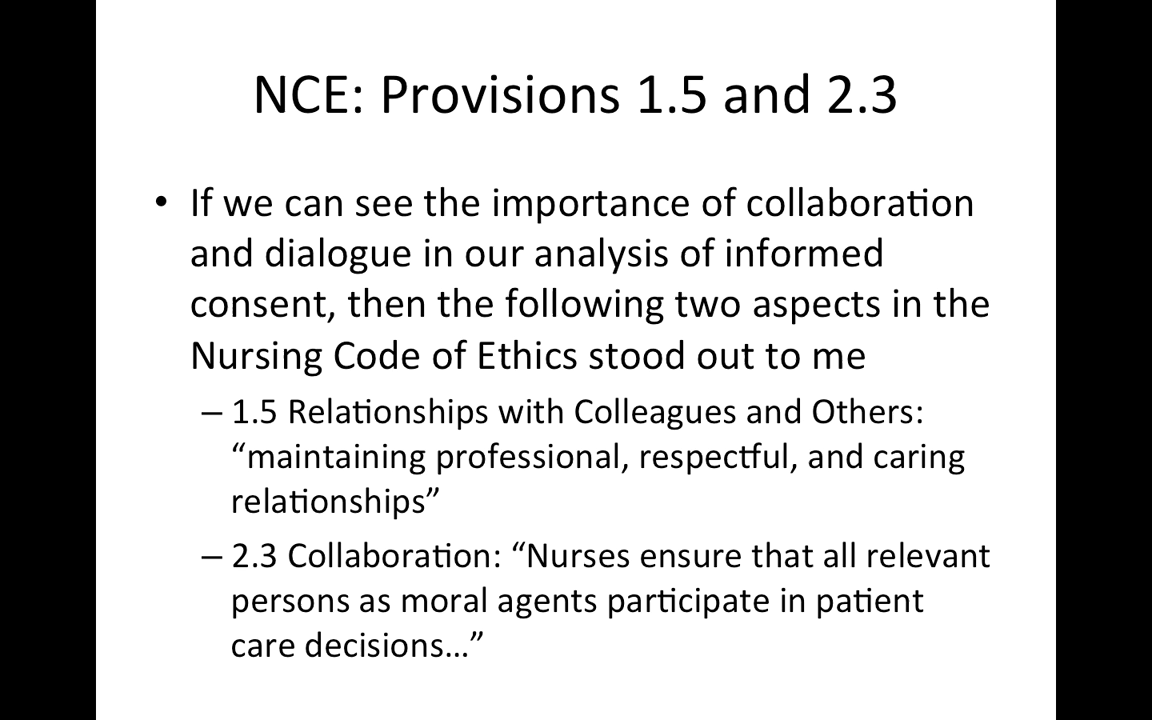 NCE: Provisions 1.5 and 2.3
• If we can see the importance of collaboration
and dialogue in our analysis of informed
consent, then the following two aspects in the
Nursing Code of Ethics stood out to me
– 1.5 Relationships with Colleagues and Others:
“maintaining professional, respectful, and caring
relationships”
– 2.3 Collaboration: “Nurses ensure that all relevant
persons as moral agents participate in patient
care decisions…”